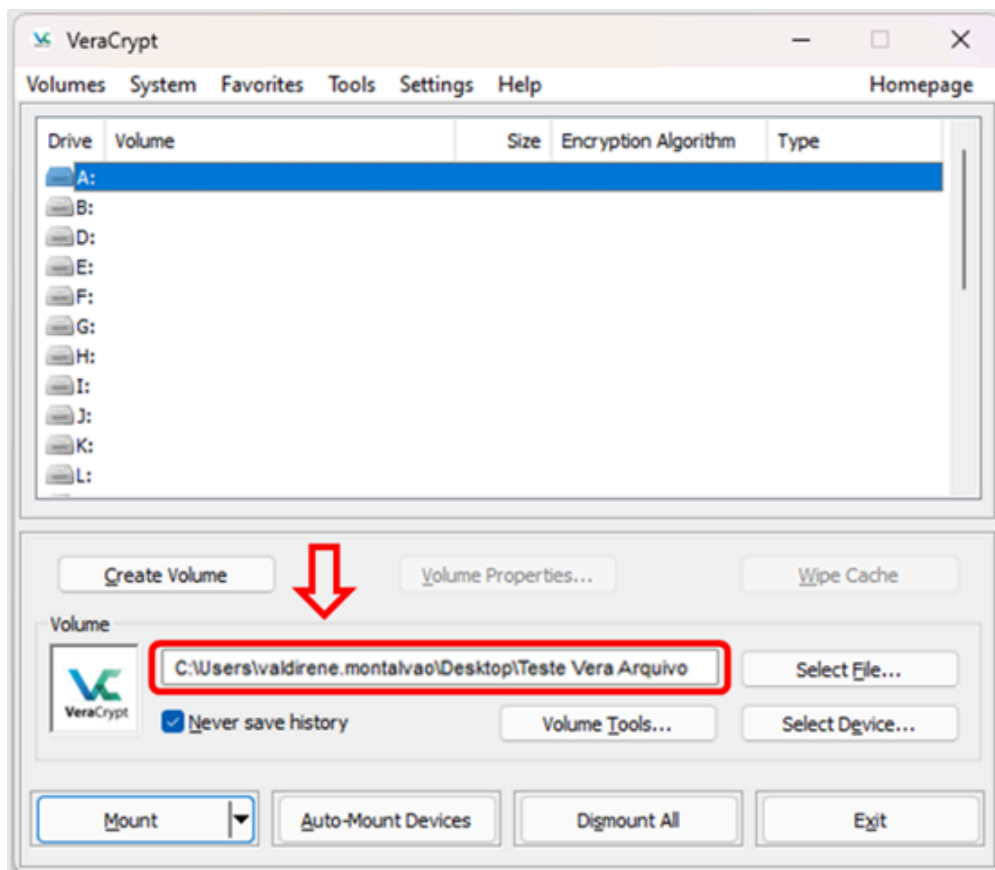 VeraCrypt
Volumes System Favorites Tools Settings Help Homepage
Drive Volume Size Encryption Algorithm Type
A:
B:
D:
E:
F:
G:
H:
I:
J:
K:
L:
Create Volume Volume Properties... Wipe Cache
Volume
C:\Users\valdirene.montalvao\Desktop\Teste Vera Arquivo Select File...
VeraCrypt
Never save history Volume Tools... Select Device...
Mount Auto-Mount Devices Dismount All Exit